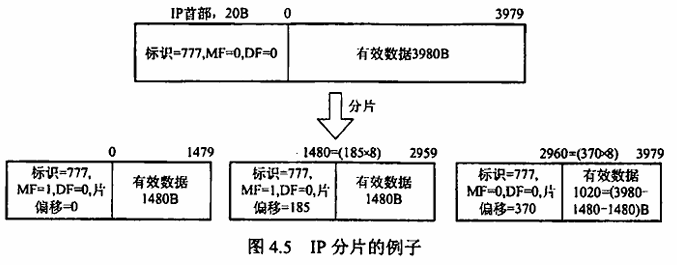 IP首部，20B 0 3979
标识=777,MF=0,DF=0 有效数据3980B
分片
0 1479 1480=(185×8) 2959 2960=(370×8) 3979
标识=777,
MF=1,DF=0,片
偏移=0
有效数据
1480B
标识=777,
MF=1,DF=0,片
偏移=185
有效数据
1480B
标识=777,
MF=0,DF=0,片
偏移=370
有效数据
1020=(3980-
1480-1480)B
图 4.5 IP 分片的例子